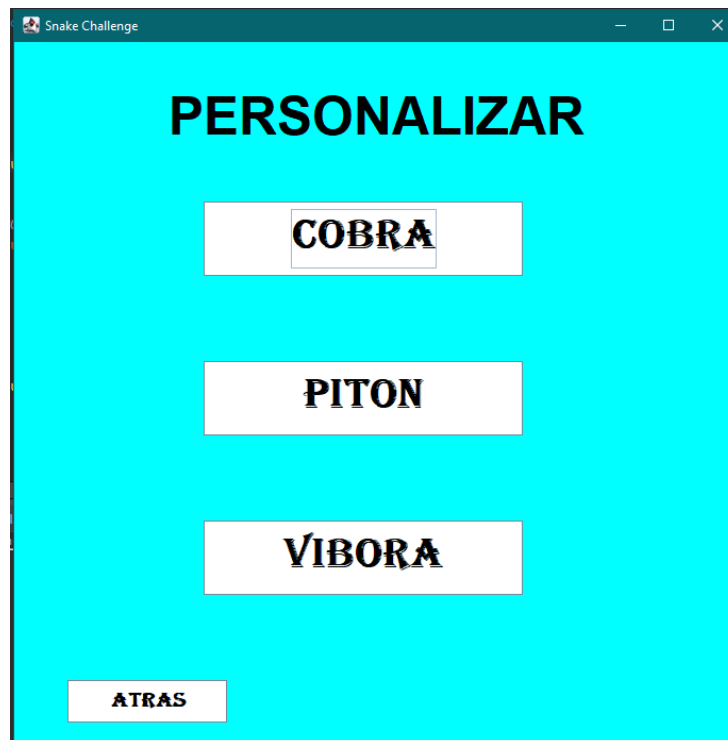 Snake Challenge
PERSONALIZAR
COBRA
PITON
VIBORA
ATRAS